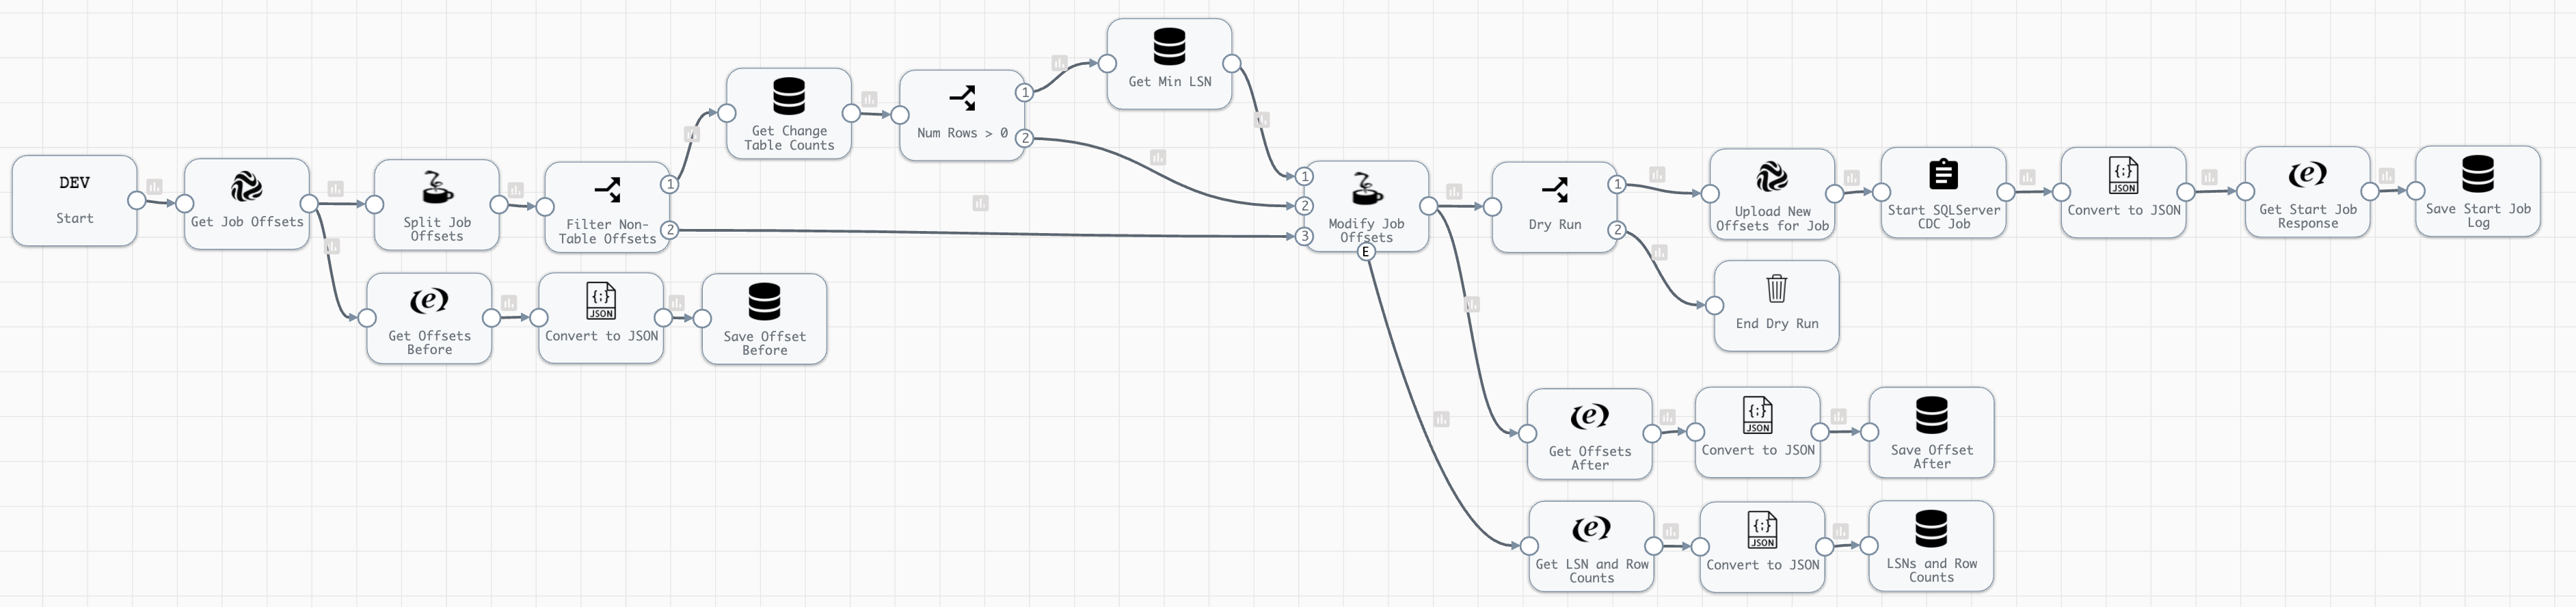 DEV
Start
Get Job Offsets
Split Job
Offsets
1
2
Filter Non-
Table Offsets
Get Change
Table Counts
1
2
Num Rows > 0
Get Min LSN
1
2
3
Modify Job
Offsets
E
1
2
Dry Run
Upload New
Offsets for Job
Start SQLServer
CDC Job
{;}
JSON
Convert to JSON
e
Get Start Job
Response
Save Start Job
Log
End Dry Run
e
Get Offsets
Before
{;}
JSON
Convert to JSON
Save Offset
Before
e
Get Offsets
After
{;}
JSON
Convert to JSON
Save Offset
After
e
Get LSN and Row
Counts
{;}
JSON
Convert to JSON
LSNs and Row
Counts